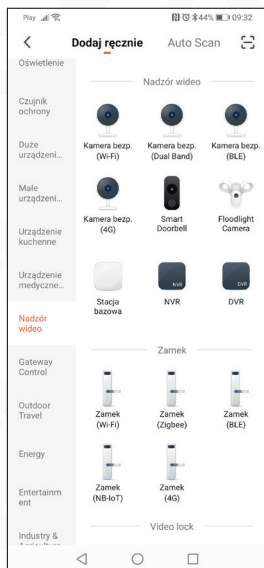 Play
44% 09:32
Dodaj ręcznie Auto Scan
Oświetlenie
Czujnik
ochrony
Duże
urządzeni...
Małe
urządzeni...
Urządzenie
kuchenne
Urządzenie
medyczne...
Nadzór
wideo
Gateway
Control
Outdoor
Travel
Energy
Entertainm
ent
Industry &
Nadzór wideo
Kamera bezp.
(Wi-Fi)
Kamera bezp.
(Dual Band)
Kamera bezp.
(BLE)
Kamera bezp.
(4G)
Smart
Doorbell
Floodlight
Camera
Stacja
bazowa
NVR
NVR
DVR
DVR
Zamek
Zamek
(Wi-Fi)
Zamek
(Zigbee)
Zamek
(BLE)
Zamek
(NB-IoT)
Zamek
(4G)
Video lock